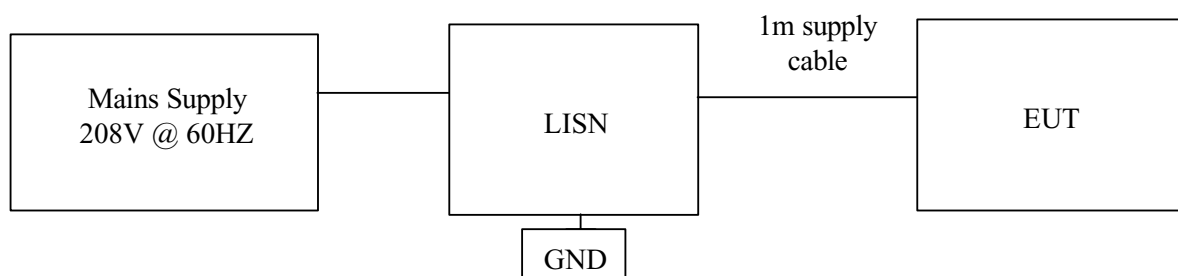 Mains Supply
208V @ 60HZ
LISN
GND
1m supply
cable
EUT